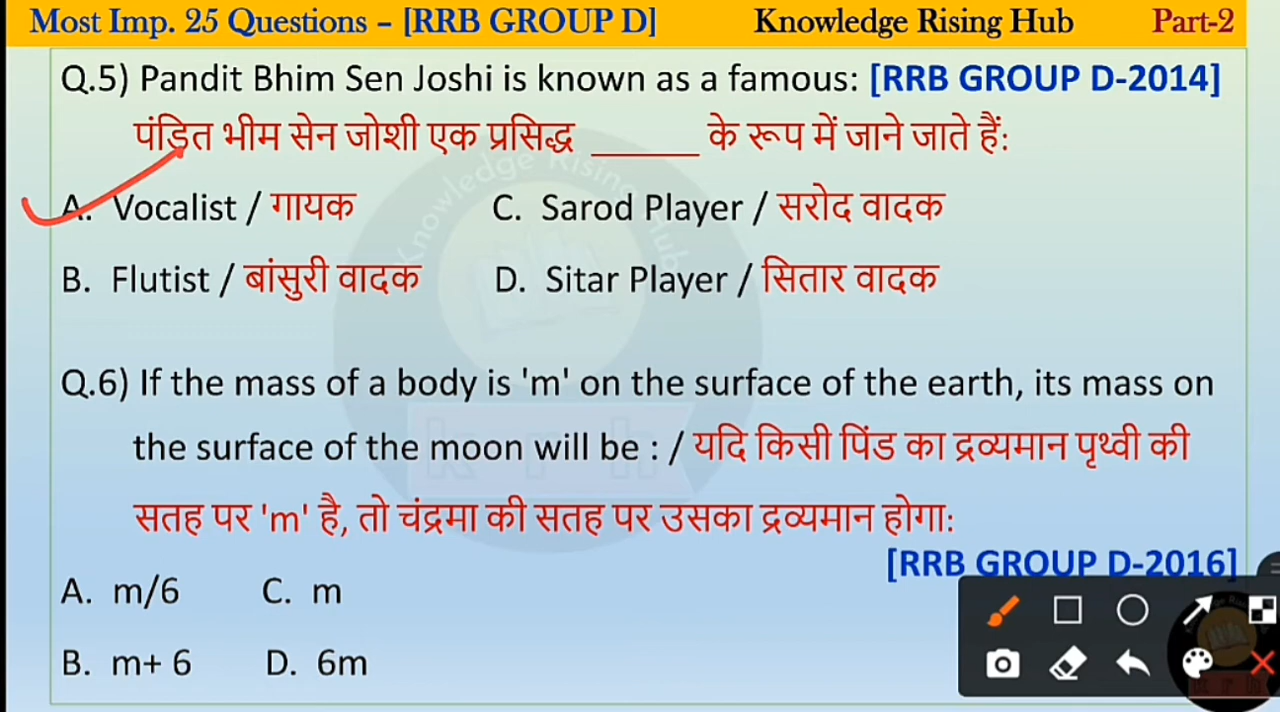 Most Imp. 25 Questions – [RRB GROUP D] Knowledge Rising Hub Part-2
Q.5) Pandit Bhim Sen Joshi is known as a famous: [RRB GROUP D-2014]
पंडित भीम सेन जोशी एक प्रसिद्ध ______ के रूप में जाने जाते हैं:
A. Vocalist / गायक C. Sarod Player / सरोद वादक
B. Flutist / बांसुरी वादक D. Sitar Player / सितार वादक
Q.6) If the mass of a body is 'm' on the surface of the earth, its mass on
the surface of the moon will be : / यदि किसी पिंड का द्रव्यमान पृथ्वी की
सतह पर 'm' है, तो चंद्रमा की सतह पर उसका द्रव्यमान होगा:
[RRB GROUP D-2016]
A. m/6 C. m
B. m+ 6 D. 6m
Knowledge Rising Hub
k r h